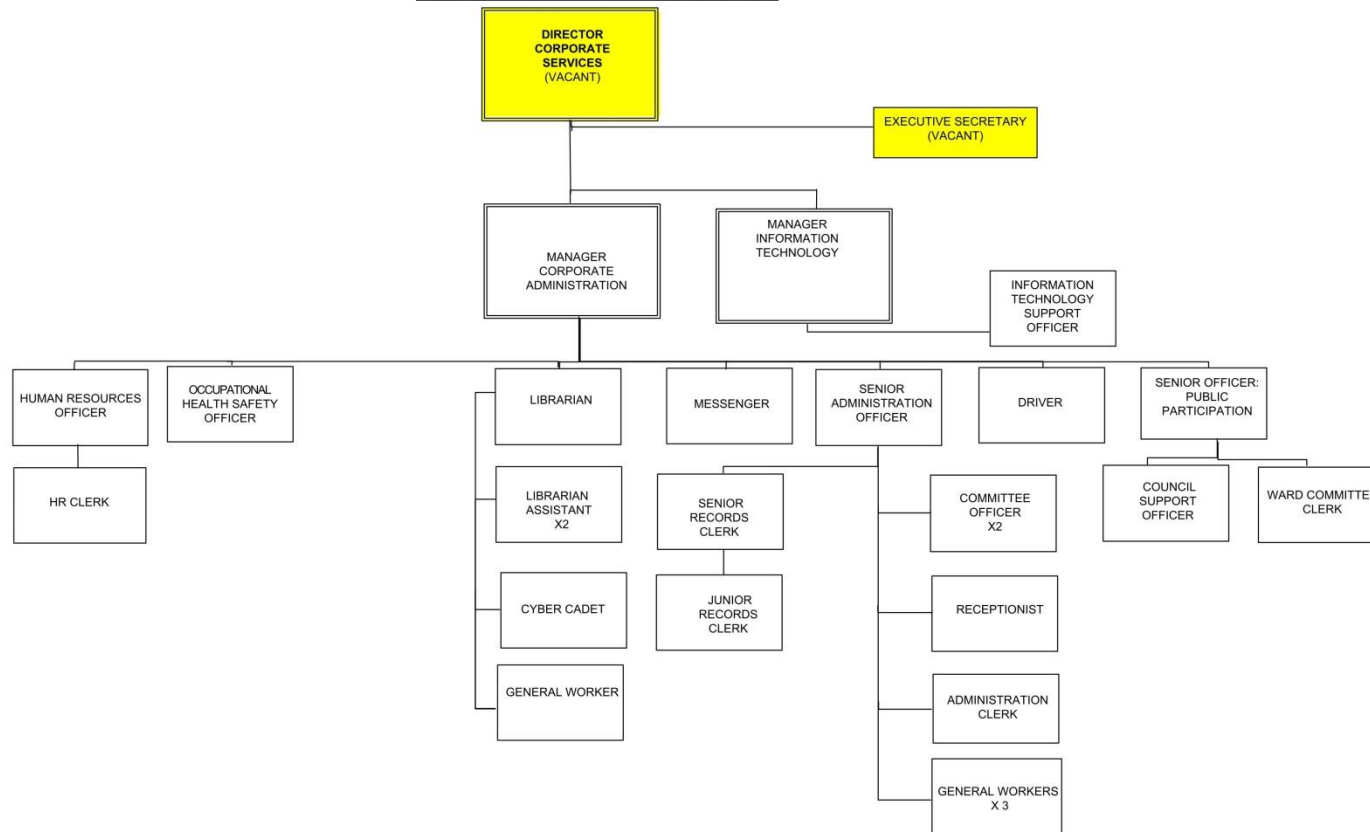 DIRECTOR
CORPORATE
SERVICES
(VACANT)
EXECUTIVE SECRETARY
(VACANT)
MANAGER
CORPORATE
ADMINISTRATION
MANAGER
INFORMATION
TECHNOLOGY
INFORMATION
TECHNOLOGY
SUPPORT
OFFICER
HUMAN RESOURCES
OFFICER
OCCUPATIONAL
HEALTH SAFETY
OFFICER
LIBRARIAN
MESSENGER
SENIOR
ADMINISTRATION
OFFICER
DRIVER
SENIOR OFFICER:
PUBLIC
PARTICIPATION
HR CLERK
LIBRARIAN
ASSISTANT
X2
SENIOR
RECORDS
CLERK
COMMITTEE
OFFICER
X2
COUNCIL
SUPPORT
OFFICER
WARD COMMITTE
CLERK
CYBER CADET
JUNIOR
RECORDS
CLERK
RECEPTIONIST
GENERAL WORKER
ADMINISTRATION
CLERK
GENERAL WORKERS
X 3